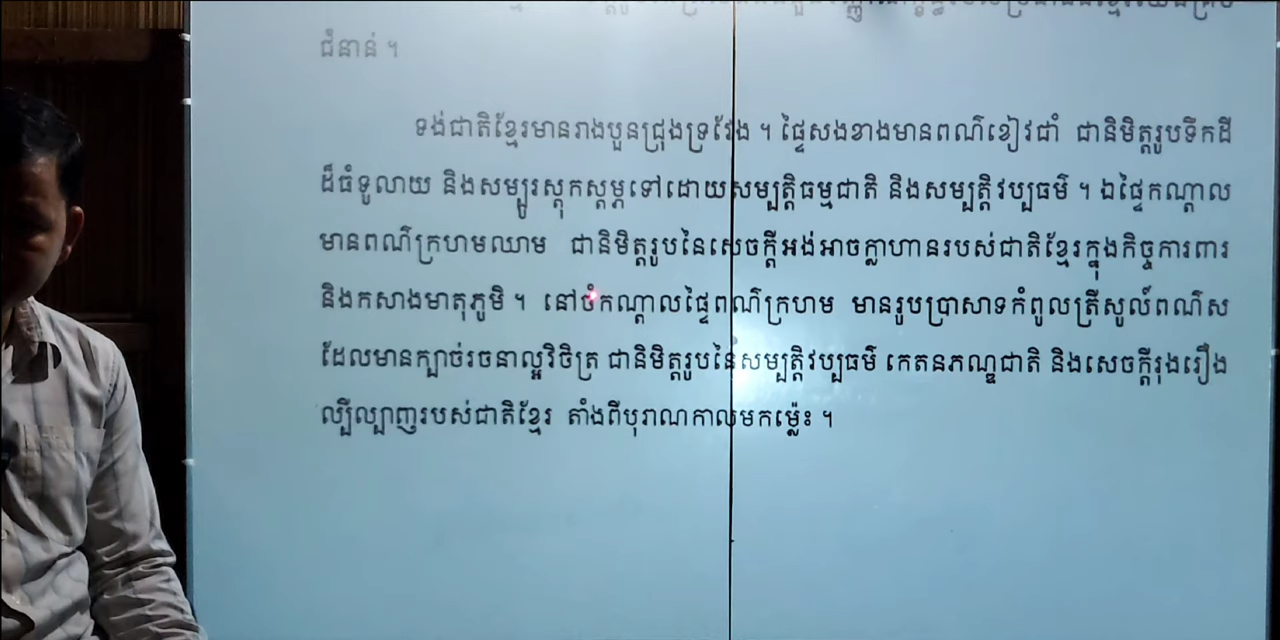 ជំនាន់ ។
ទង់ជាតិខ្មែរមានរាងបួនជ្រុងទ្រវែង ។ ផ្ទៃសងខាងមានពណ៌ខៀវជាំ ជានិមិត្តរូបទឹកដី
ដ៏ធំទូលាយ និងសម្បូរស្តុកស្តម្ភទៅដោយសម្បត្តិធម្មជាតិ និងសម្បត្តិវប្បធម៌ ។ ឯផ្ទៃកណ្តាល
មានពណ៌ក្រហមឈាម ជានិមិត្តរូបនៃសេចក្តីអង់អាចក្លាហានរបស់ជាតិខ្មែរក្នុងកិច្ចការពារ
និងកសាងមាតុភូមិ ។ នៅចំកណ្តាលផ្ទៃពណ៌ក្រហម មានរូបប្រាសាទកំពូលត្រីសូល៍ពណ៌ស
ដែលមានក្បាច់រចនាល្អវិចិត្រ ជានិមិត្តរូបនៃសម្បត្តិវប្បធម៌ កេតនភណ្ឌជាតិ និងសេចក្តីរុងរឿង
ល្បីល្បាញរបស់ជាតិខ្មែរ តាំងពីបុរាណកាលមកម៉្លេះ ។